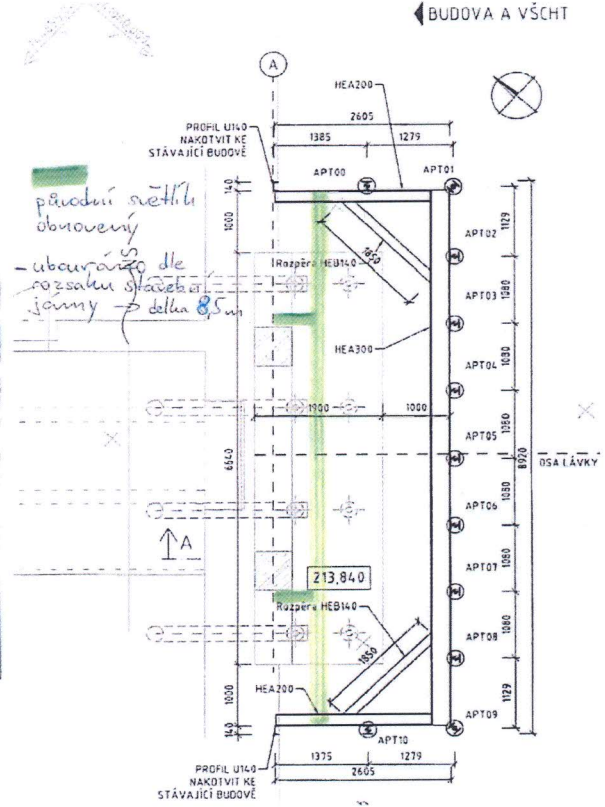 BUDOVA A VŠCHT
A
HEA200
2605
PROFIL U140
NAKOTVIT KE
STÁVAJÍCÍ BUDOVĚ
1385
1279
APT00
APT01
140
původní světlík
obnovený
1000
1129
APT02
- ubouráno dle
rozsahu stavební
jámy → délka 8,5 m
Rozpěra HEB140
1850
APT03
1080
HEA300
APT04
1080
1900
1000
APT05
1080
6640
8920
OSA LÁVKY
APT06
1080
A
APT07
1080
213,840
Rozpěra HEB140
1850
APT08
1080
HEA200
1000
1129
APT09
140
APT10
PROFIL U140
NAKOTVIT KE
STÁVAJÍCÍ BUDOVĚ
1375
1279
2605